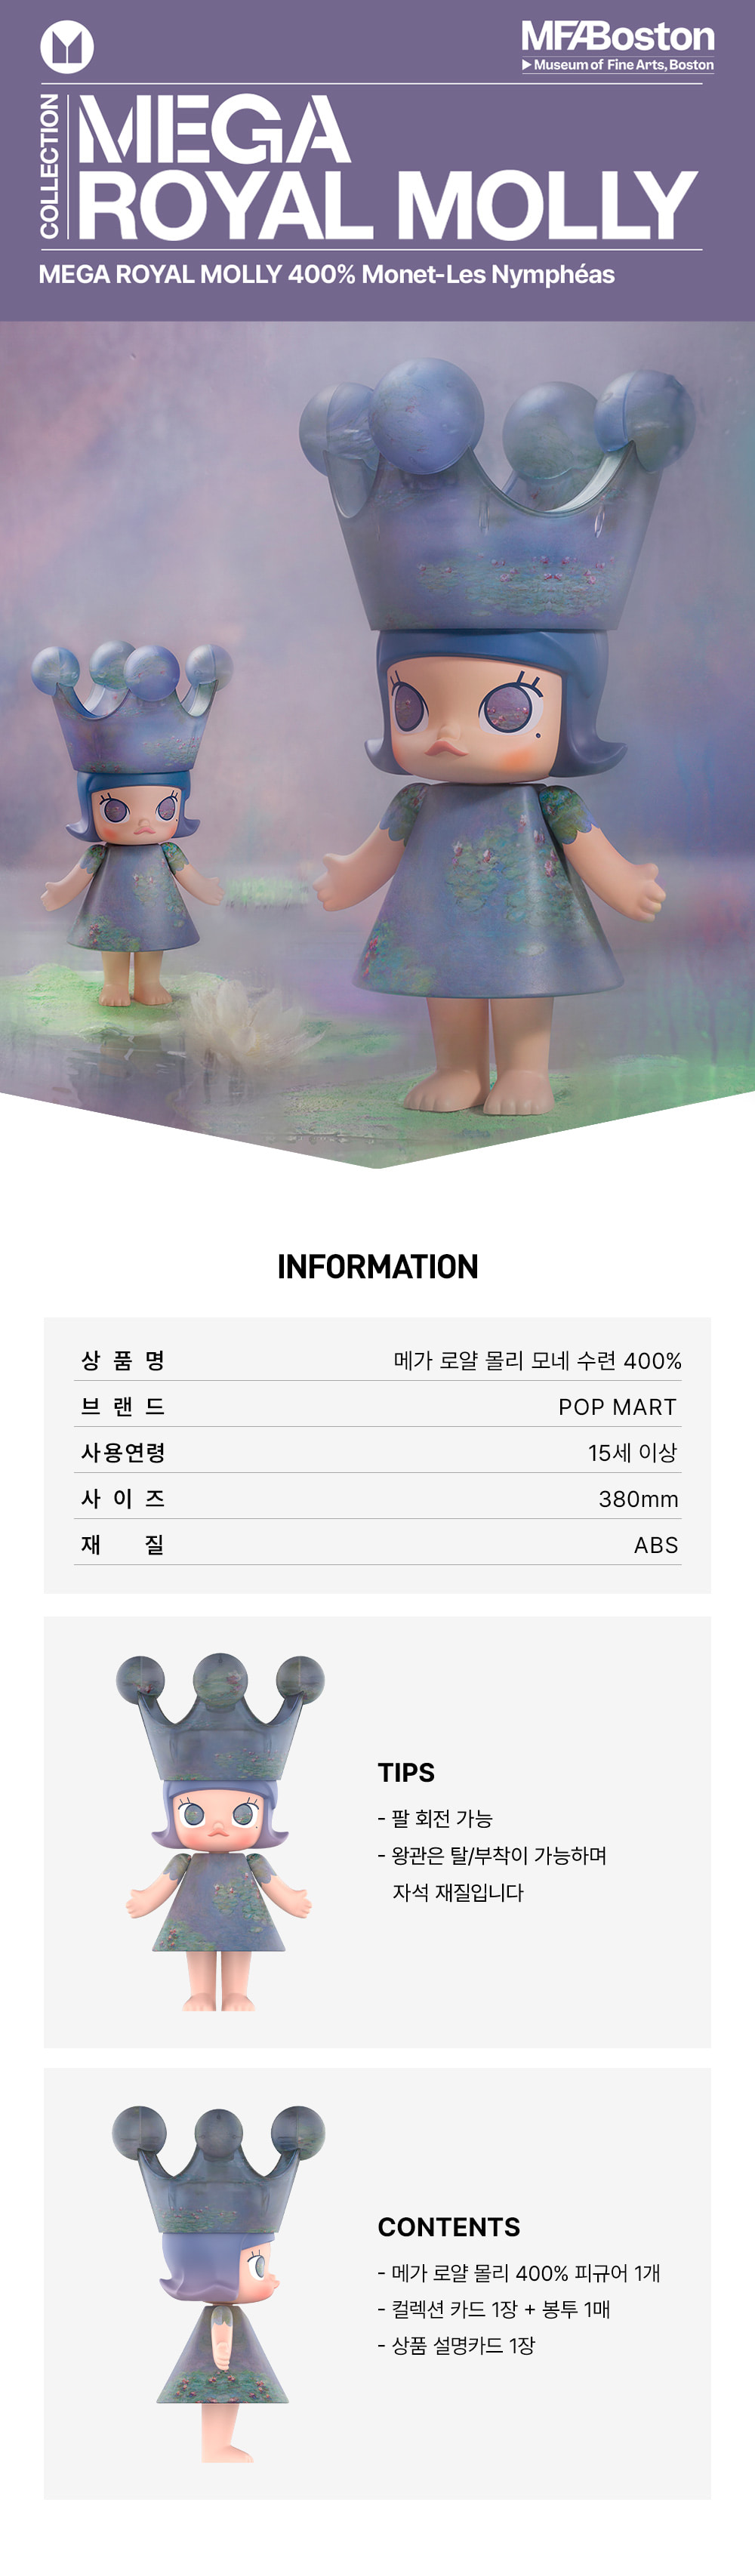 MFABoston
▶ Museum of Fine Arts, Boston
COLLECTION
MEGA
ROYAL MOLLY
MEGA ROYAL MOLLY 400% Monet-Les Nymphéas
INFORMATION
상품명 메가 로얄 몰리 모네 수련 400%
브랜드 POP MART
사용연령 15세 이상
사이즈 380mm
재질 ABS
TIPS
- 팔 회전 가능
- 왕관은 탈/부착이 가능하며
자석 재질입니다
CONTENTS
- 메가 로얄 몰리 400% 피규어 1개
- 컬렉션 카드 1장 + 봉투 1매
- 상품 설명카드 1장